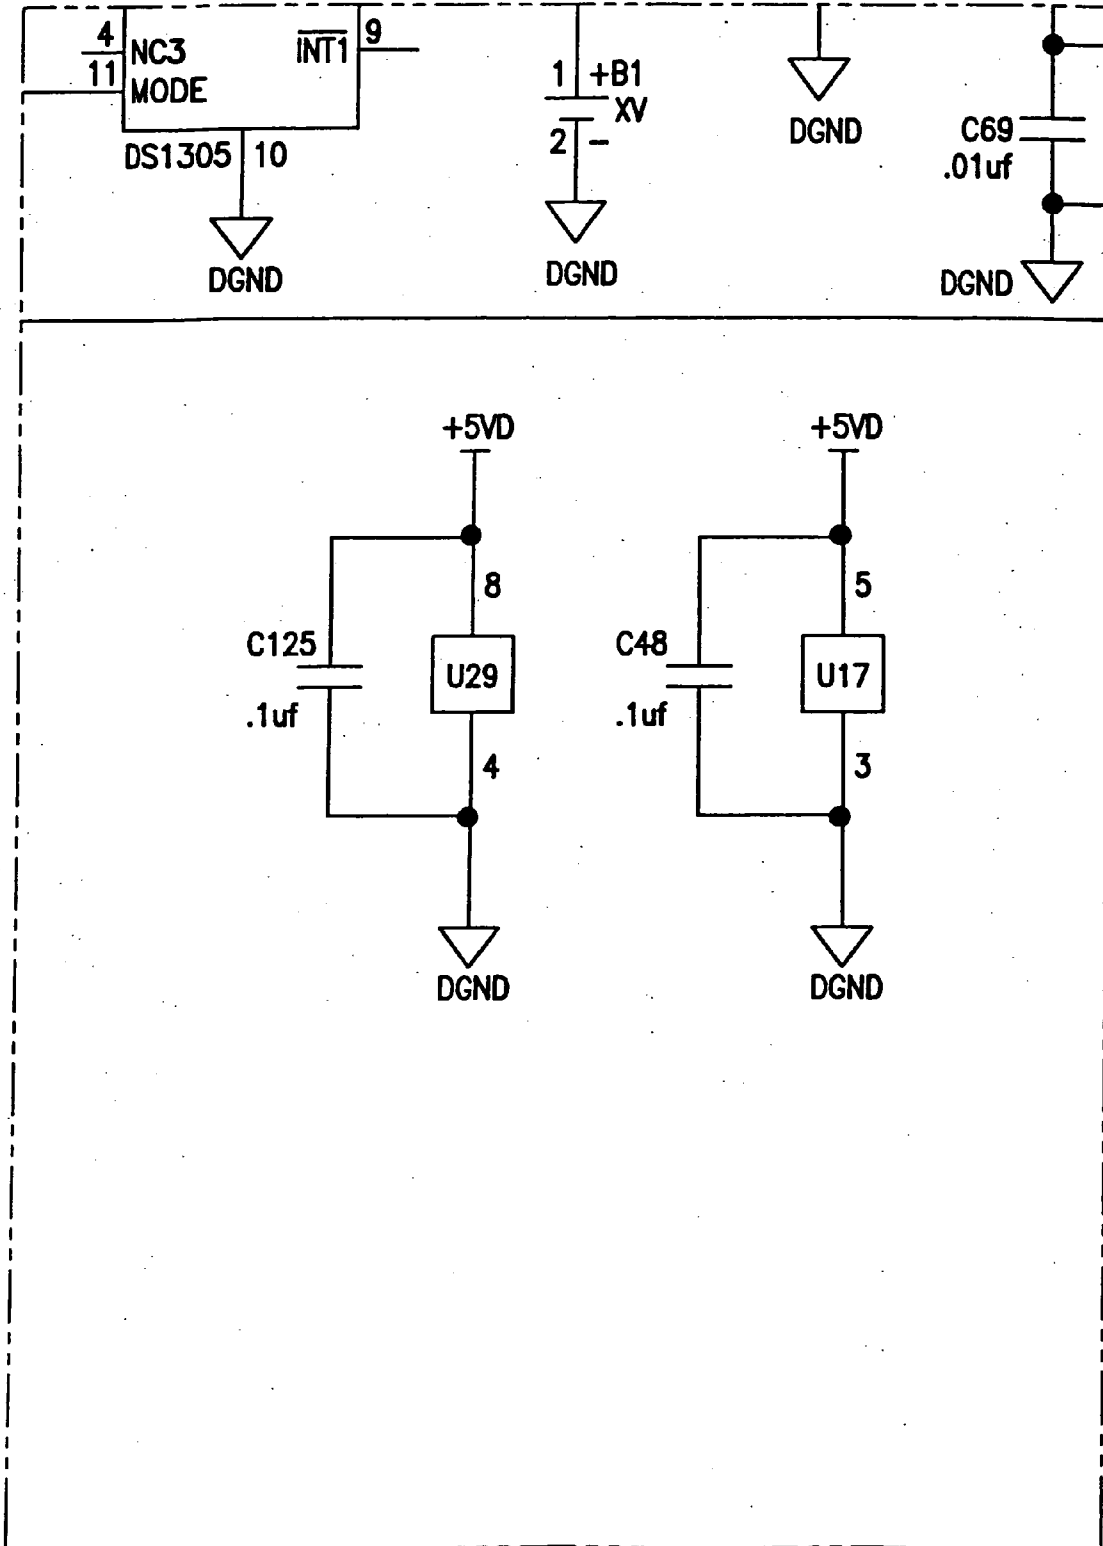 4 NC3 INT1 9
11 MODE
DS1305 10
DGND
1 +B1
XV
2 -
DGND
DGND
C69
.01uf
DGND
+5VD
8
C125
U29
.1uf
4
DGND
+5VD
5
C48
U17
.1uf
3
DGND